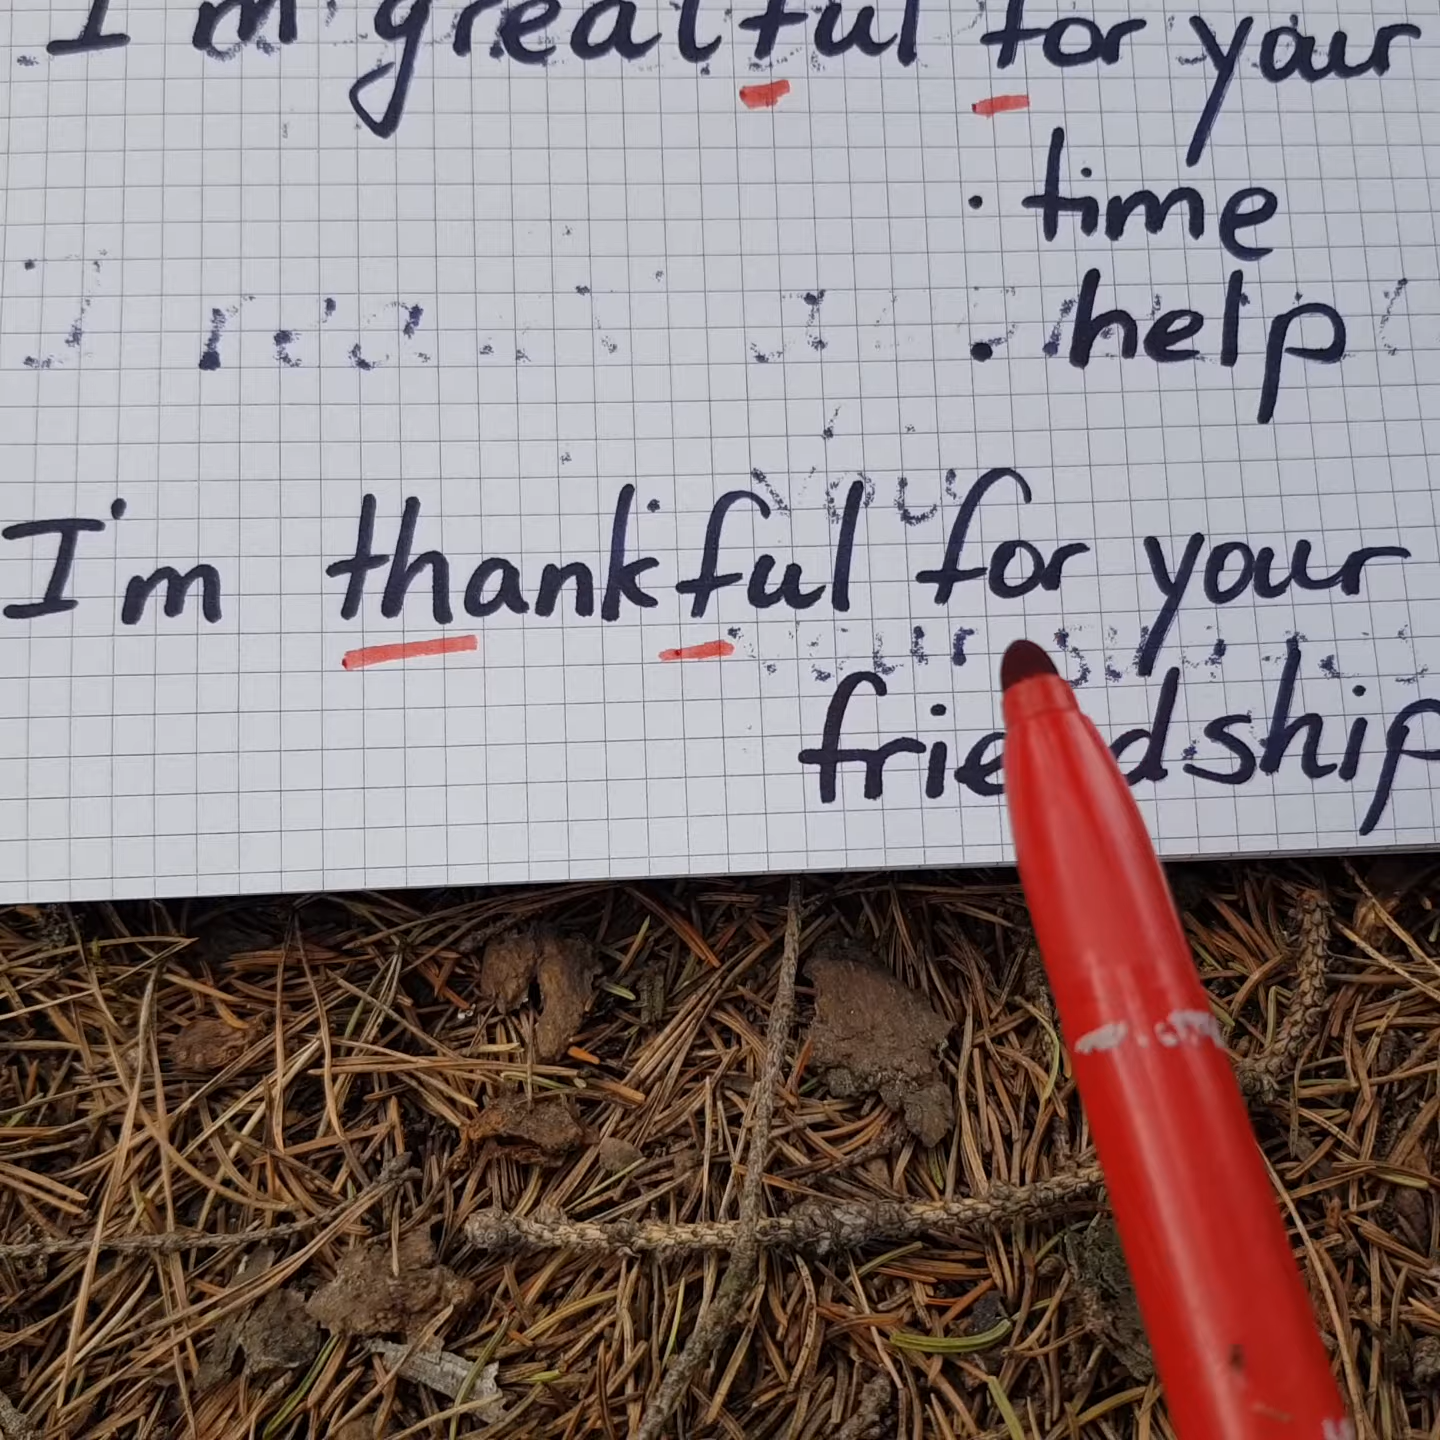 I'm greatful for your
• time
• help
I'm thankful for your
friendship